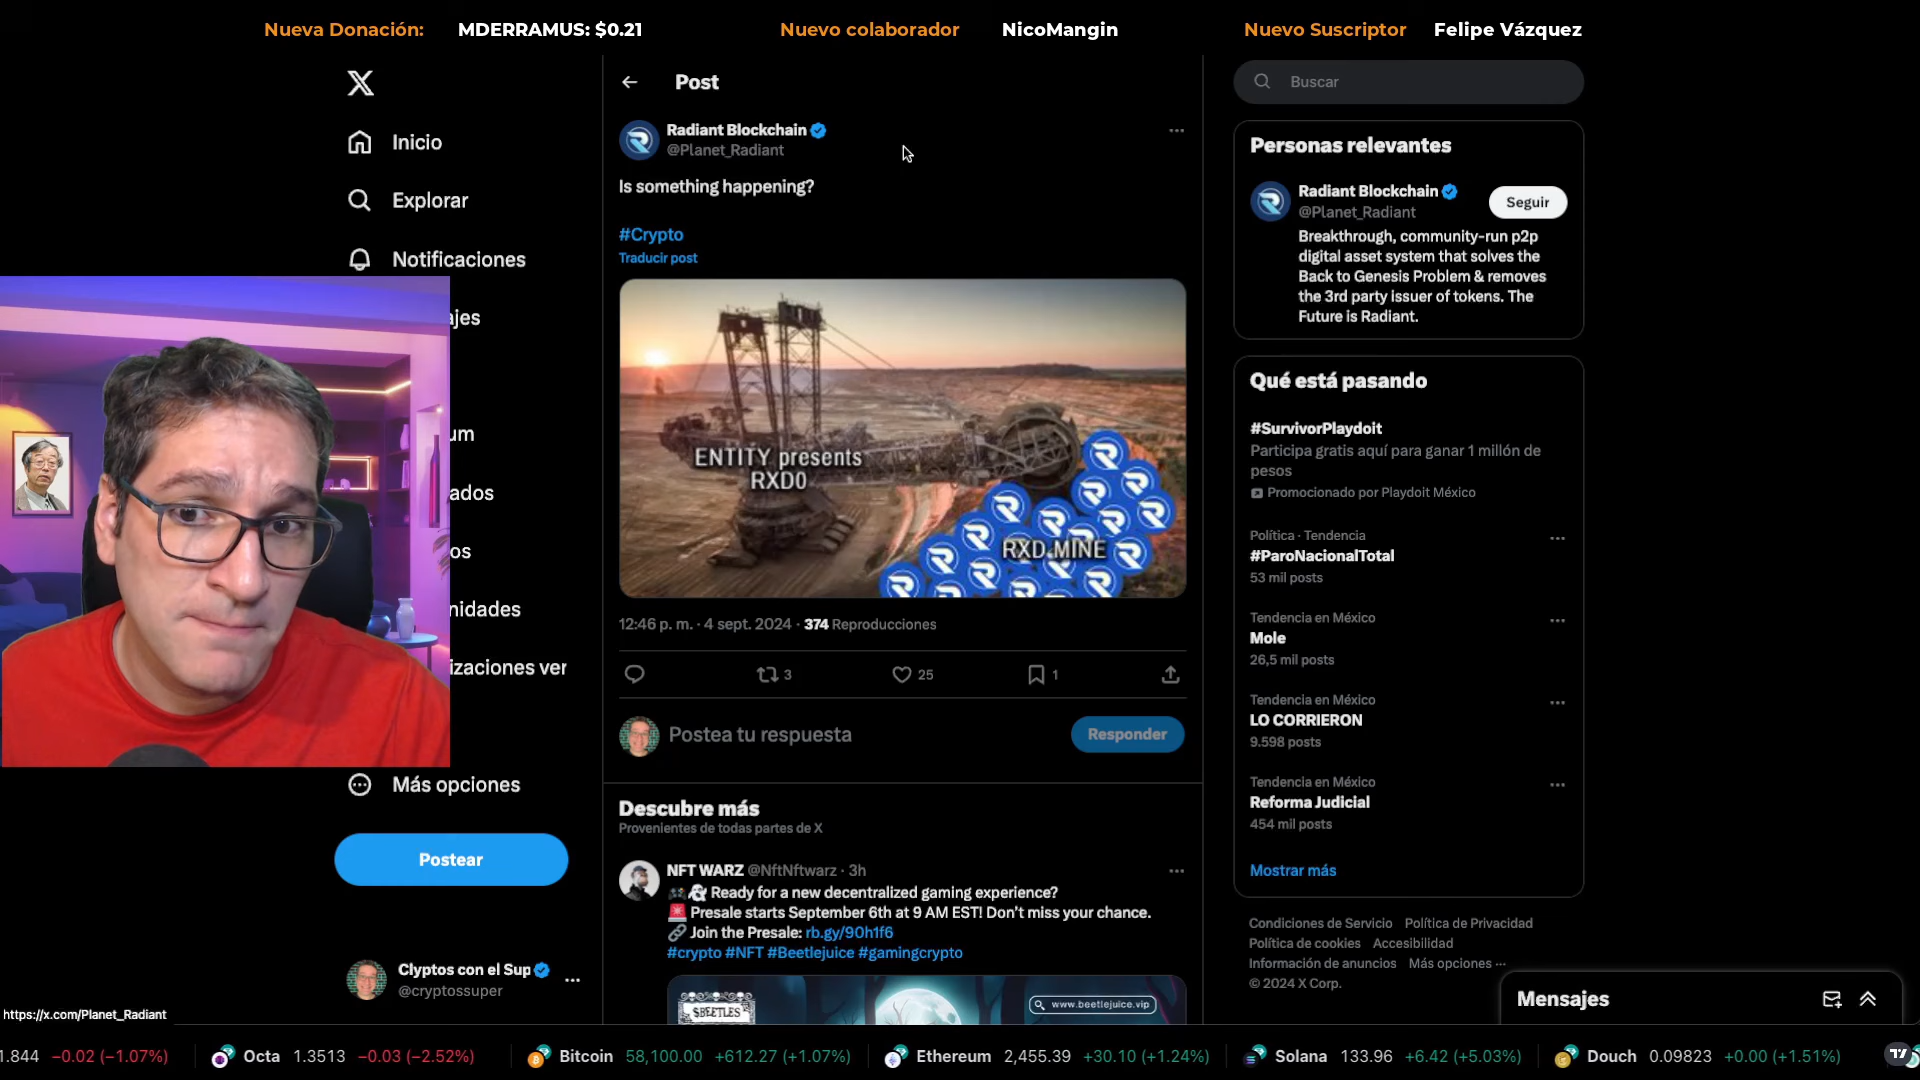 Nueva Donación: MDERRAMUS: $0.21 Nuevo colaborador NicoMangin Nuevo Suscriptor Felipe Vázquez
Inicio
Explorar
Notificaciones
ajes
um
ados
os
nidades
izaciones ver
Más opciones
Postear
Clyptos con el Sup
@cryptossuper
https://x.com/Planet_Radiant
Post
Radiant Blockchain
@Planet_Radiant
Is something happening?
#Crypto
Traducir post
ENTITY presents
RXD0
RXD MINE
12:46 p. m. · 4 sept. 2024 · 374 Reproducciones
3 25 1
Postea tu respuesta
Responder
Descubre más
Provenientes de todas partes de X
NFT WARZ @NftNftwarz · 3h
Ready for a new decentralized gaming experience?
Presale starts September 6th at 9 AM EST! Don't miss your chance.
Join the Presale: rb.gy/90h1f6
#crypto #NFT #Beetlejuice #gamingcrypto
$BEETLES
www.beetlejuice.vip
Buscar
Personas relevantes
Radiant Blockchain
@Planet_Radiant
Seguir
Breakthrough, community-run p2p
digital asset system that solves the
Back to Genesis Problem & removes
the 3rd party issuer of tokens. The
Future is Radiant.
Qué está pasando
#SurvivorPlaydoit
Participa gratis aquí para ganar 1 millón de
pesos
Promocionado por Playdoit México
Política · Tendencia
#ParoNacionalTotal
53 mil posts
Tendencia en México
Mole
26,5 mil posts
Tendencia en México
LO CORRIERON
9.598 posts
Tendencia en México
Reforma Judicial
454 mil posts
Mostrar más
Condiciones de Servicio Política de Privacidad
Política de cookies Accesibilidad
Información de anuncios Más opciones ···
© 2024 X Corp.
Mensajes
1.844 −0.02 (−1.07%) Octa 1.3513 −0.03 (−2.52%) Bitcoin 58,100.00 +612.27 (+1.07%) Ethereum 2,455.39 +30.10 (+1.24%) Solana 133.96 +6.42 (+5.03%) Douch 0.09823 +0.00 (+1.51%)